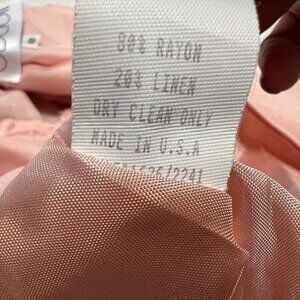 80% RAYON
20% LINEN
DRY CLEAN ONLY
MADE IN U.S.A